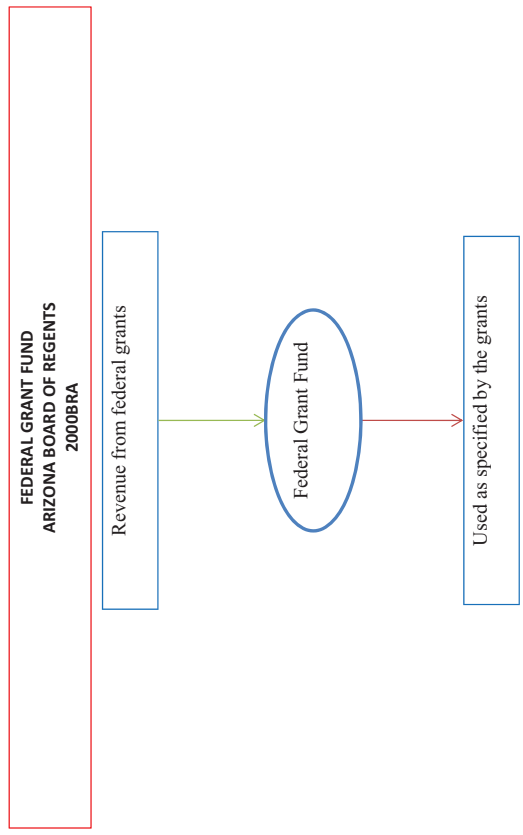 FEDERAL GRANT FUND
ARIZONA BOARD OF REGENTS
2000BRA
Revenue from federal grants
Federal Grant Fund
Used as specified by the grants